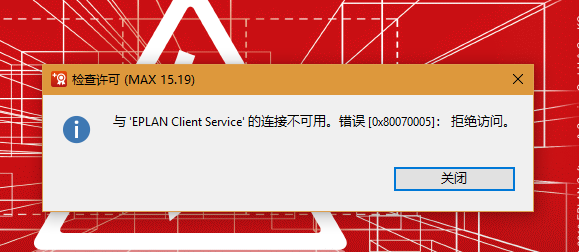 检查许可 (MAX 15.19)
与 'EPLAN Client Service' 的连接不可用。错误 [0x80070005]： 拒绝访问。
关闭